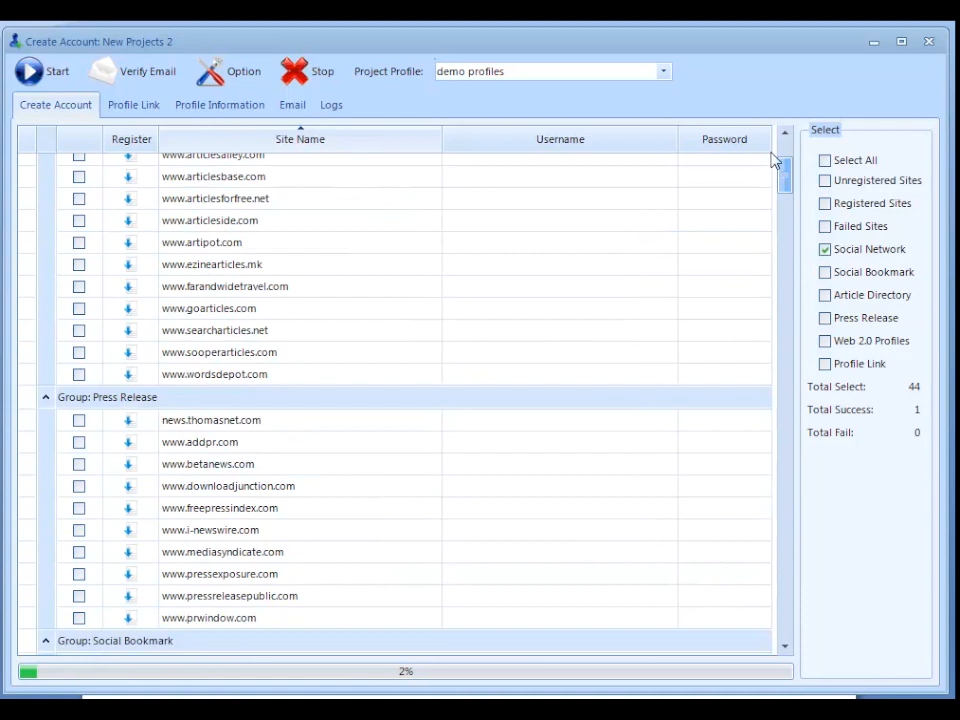 Create Account: New Projects 2
Start Verify Email Option Stop Project Profile: demo profiles
Create Account Profile Link Profile Information Email Logs
Register Site Name Username Password
www.articlesalley.com
www.articlesbase.com
www.articlesforfree.net
www.articleside.com
www.artipot.com
www.ezinearticles.mk
www.farandwidetravel.com
www.goarticles.com
www.searcharticles.net
www.sooperarticles.com
www.wordsdepot.com
Group: Press Release
news.thomasnet.com
www.addpr.com
www.betanews.com
www.downloadjunction.com
www.freepressindex.com
www.i-newswire.com
www.mediasyndicate.com
www.pressexposure.com
www.pressreleasepublic.com
www.prwindow.com
Group: Social Bookmark
2%
Select
Select All
Unregistered Sites
Registered Sites
Failed Sites
Social Network
Social Bookmark
Article Directory
Press Release
Web 2.0 Profiles
Profile Link
Total Select: 44
Total Success: 1
Total Fail: 0